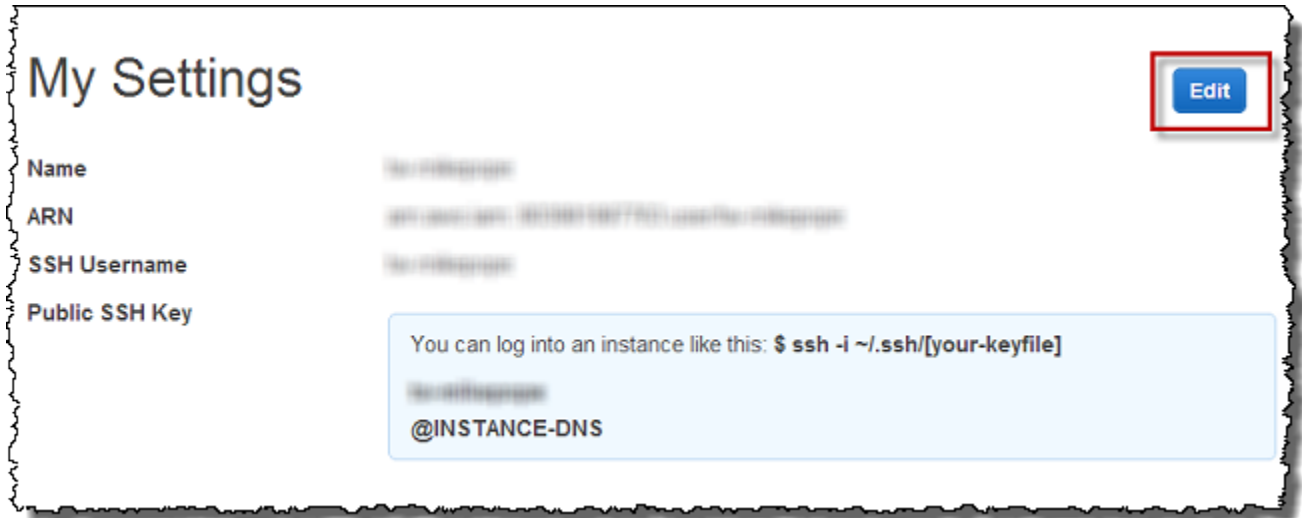 My Settings
Edit
Name
ARN
SSH Username
Public SSH Key
You can log into an instance like this: $ ssh -i ~/.ssh/[your-keyfile]
@INSTANCE-DNS